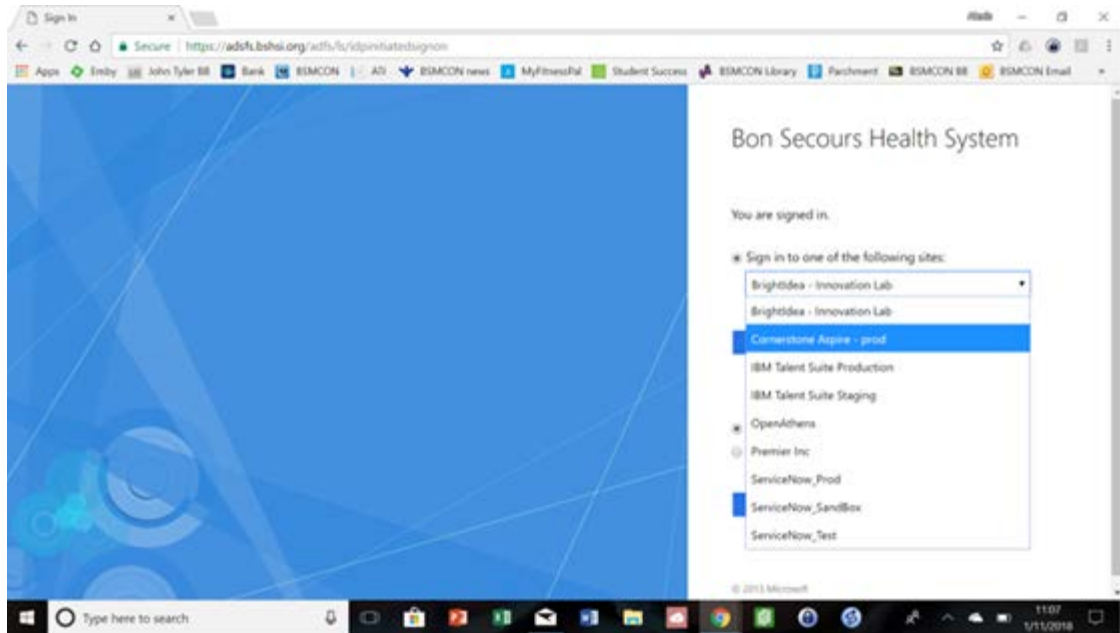 Sign In
Secure | https://adsfs.bshsi.org/adfs/ls/idpinitiatedsignon
Apps Emby John Tyler BB Bank BSMCON ATI BSMCON news MyFitnessPal Student Success BSMCON Library Parchment BSMCON BB BSMCON Email
Bon Secours Health System
You are signed in.
Sign in to one of the following sites:
BrightIdea - Innovation Lab
BrightIdea - Innovation Lab
Cornerstone Aspire - prod
IBM Talent Suite Production
IBM Talent Suite Staging
OpenAthens
Premier Inc
ServiceNow_Prod
ServiceNow_SandBox
ServiceNow_Test
© 2013 Microsoft
Type here to search
11:07
1/11/2018